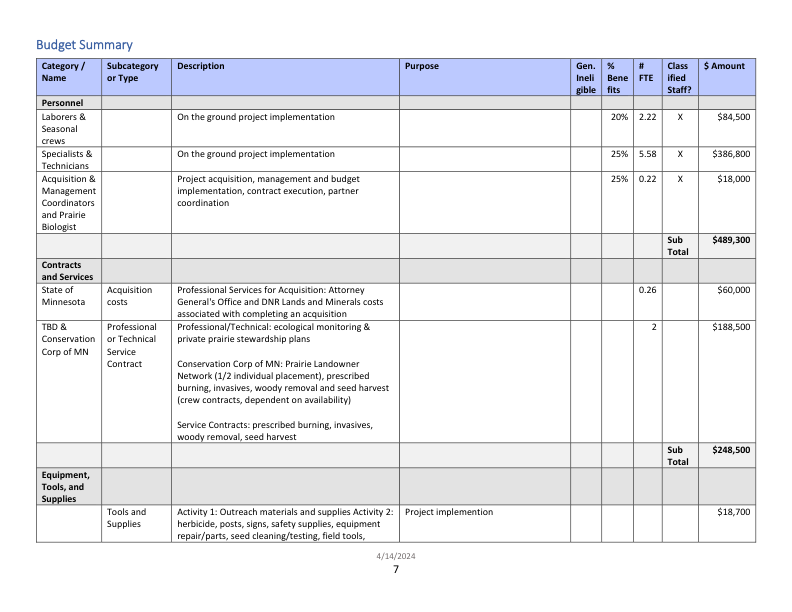 Budget Summary
Category / Name	Subcategory or Type	Description	Purpose	Gen. Ineli gible	% Bene fits	# FTE	Class ified Staff?	$ Amount
Personnel
Laborers & Seasonal crews	On the ground project implementation	20%	2.22	X	$84,500
Specialists & Technicians	On the ground project implementation	25%	5.58	X	$386,800
Acquisition & Management Coordinators and Prairie Biologist	Project acquisition, management and budget implementation, contract execution, partner coordination	25%	0.22	X	$18,000
Sub Total	$489,300
Contracts and Services
State of Minnesota	Acquisition costs	Professional Services for Acquisition: Attorney General's Office and DNR Lands and Minerals costs associated with completing an acquisition	0.26	$60,000
TBD & Conservation Corp of MN	Professional or Technical Service Contract	Professional/Technical: ecological monitoring & private prairie stewardship plans
Conservation Corp of MN: Prairie Landowner Network (1/2 individual placement), prescribed burning, invasives, woody removal and seed harvest (crew contracts, dependent on availability)
Service Contracts: prescribed burning, invasives, woody removal, seed harvest	2	$188,500
Sub Total	$248,500
Equipment, Tools, and Supplies
Tools and Supplies	Activity 1: Outreach materials and supplies Activity 2: herbicide, posts, signs, safety supplies, equipment repair/parts, seed cleaning/testing, field tools,	Project implemention	$18,700
4/14/2024
7